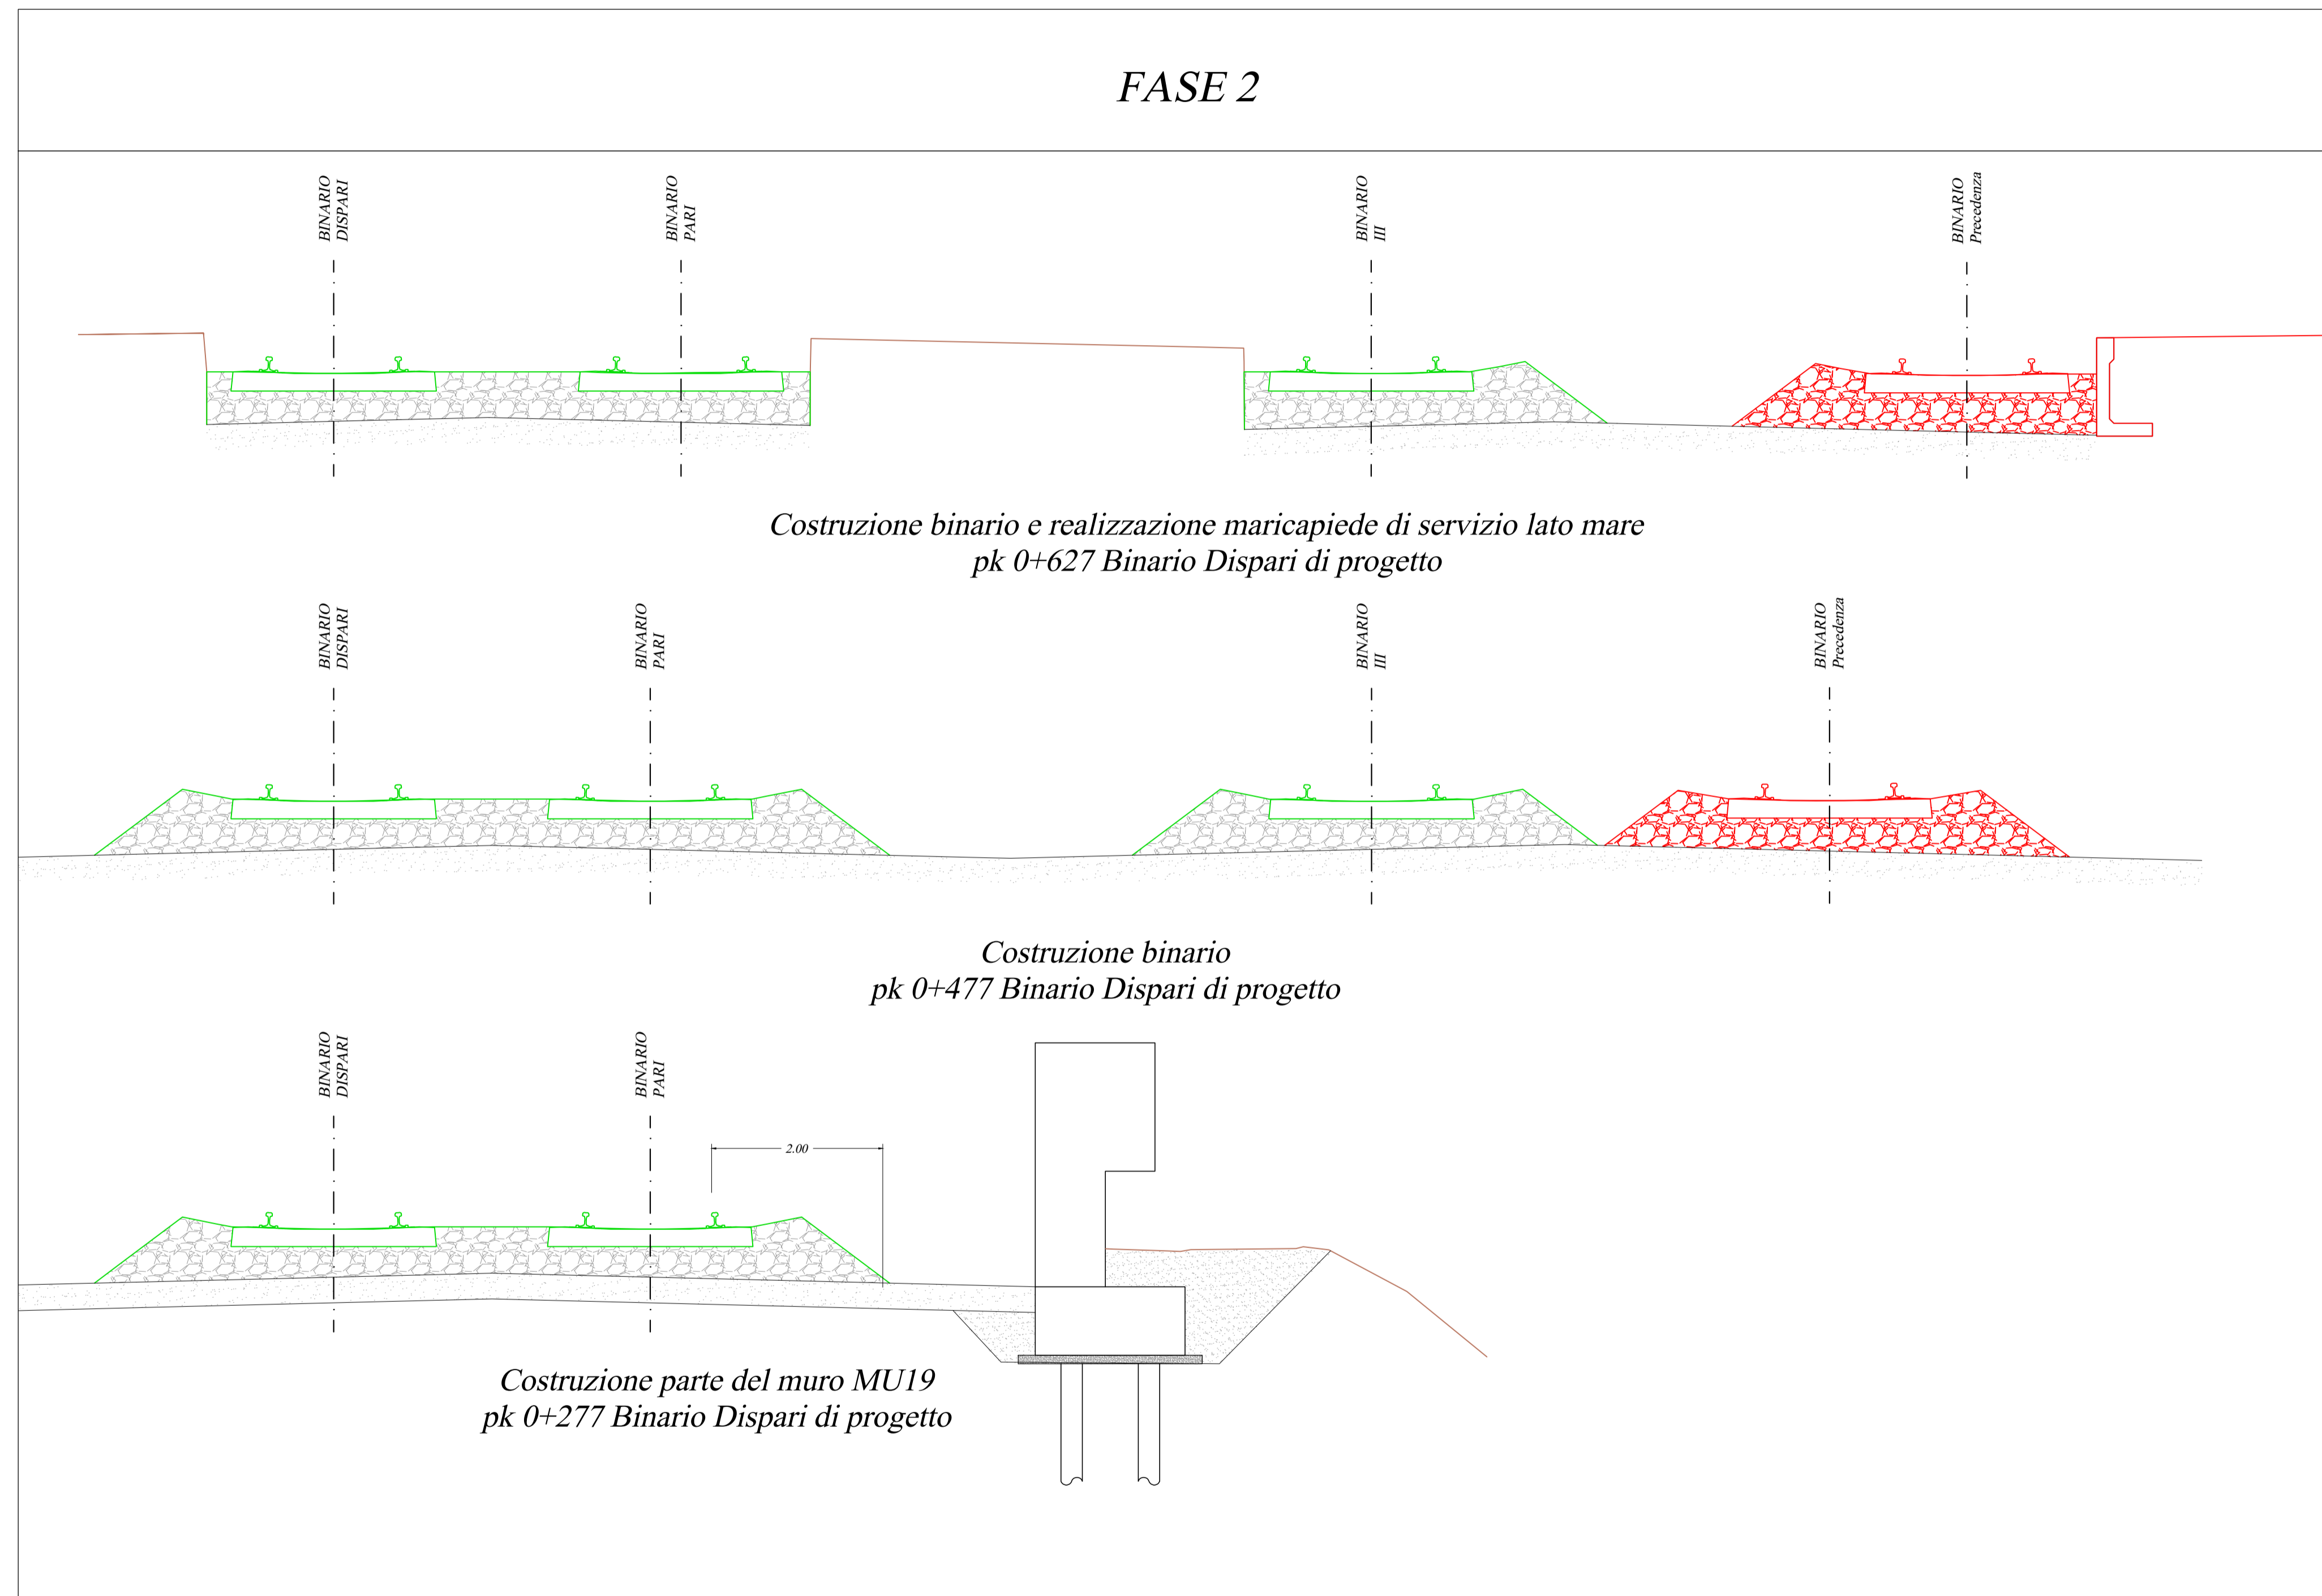 FASE 2
BINARIO
DISPARI
BINARIO
PARI
BINARIO
III
BINARIO
Precedenza
Costruzione binario e realizzazione maricapiede di servizio lato mare
pk 0+627 Binario Dispari di progetto
BINARIO
DISPARI
BINARIO
PARI
BINARIO
III
BINARIO
Precedenza
Costruzione binario
pk 0+477 Binario Dispari di progetto
BINARIO
DISPARI
BINARIO
PARI
2.00
Costruzione parte del muro MU19
pk 0+277 Binario Dispari di progetto